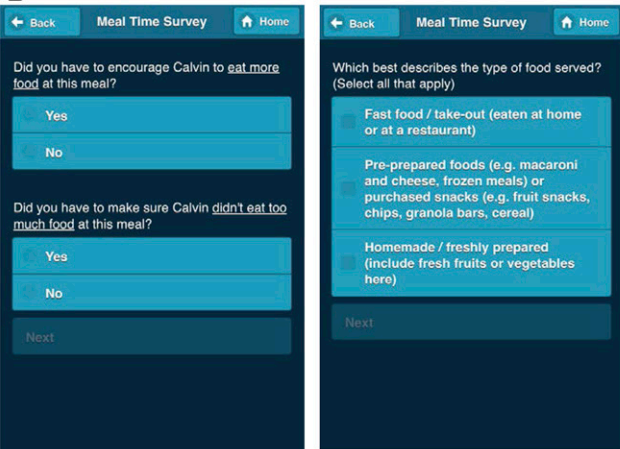 Back Meal Time Survey Home
Did you have to encourage Calvin to eat more
food at this meal?
Yes
No
Did you have to make sure Calvin didn't eat too
much food at this meal?
Yes
No
Next
Back Meal Time Survey Home
Which best describes the type of food served?
(Select all that apply)
Fast food / take-out (eaten at home
or at a restaurant)
Pre-prepared foods (e.g. macaroni
and cheese, frozen meals) or
purchased snacks (e.g. fruit snacks,
chips, granola bars, cereal)
Homemade / freshly prepared
(include fresh fruits or vegetables
here)
Next